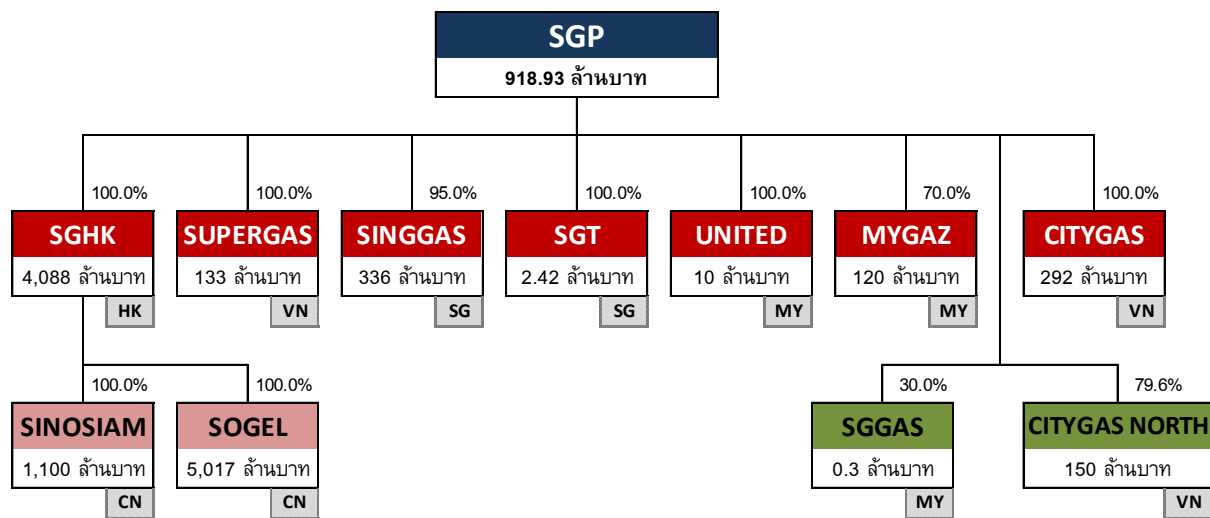 SGP
918.93 ล้านบาท
100.0% 100.0% 95.0% 100.0% 100.0% 70.0% 100.0%
SGHK SUPERGAS SINGGAS SGT UNITED MYGAZ CITYGAS
4,088 ล้านบาท 133 ล้านบาท 336 ล้านบาท 2.42 ล้านบาท 10 ล้านบาท 120 ล้านบาท 292 ล้านบาท
HK VN SG SG MY MY VN
100.0% 100.0% 30.0% 79.6%
SINOSIAM SOGEL SGGAS CITYGAS NORTH
1,100 ล้านบาท 5,017 ล้านบาท 0.3 ล้านบาท 150 ล้านบาท
CN CN MY VN